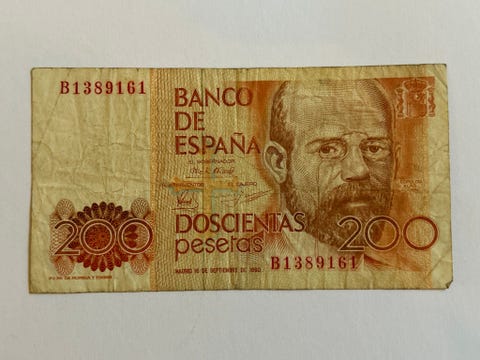 B1389161
BANCO
DE
ESPAÑA
EL GOBERNADOR
EL CAJERO
DOSCIENTAS
pesetas
200
200
B1389161
MADRID 16 DE SEPTIEMBRE DE 1980